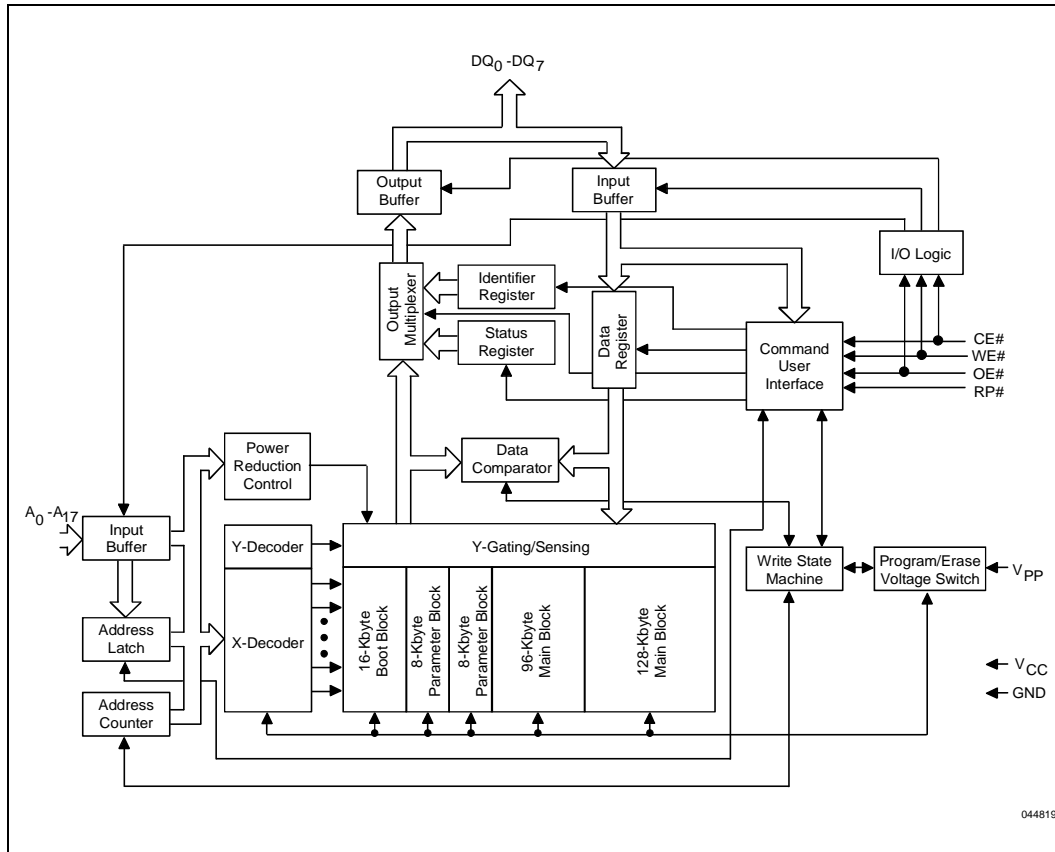 DQ0 -DQ7
Output
Buffer
Input
Buffer
I/O Logic
Output
Multiplexer
Identifier
Register
Status
Register
Data
Register
Command
User
Interface
CE#
WE#
OE#
RP#
Power
Reduction
Control
Data
Comparator
A0 -A17
Input
Buffer
Y-Decoder
Y-Gating/Sensing
Write State
Machine
Program/Erase
Voltage Switch
VPP
Address
Latch
X-Decoder
16-Kbyte
Boot Block
8-Kbyte
Parameter Block
8-Kbyte
Parameter Block
96-Kbyte
Main Block
128-Kbyte
Main Block
VCC
GND
Address
Counter
044819